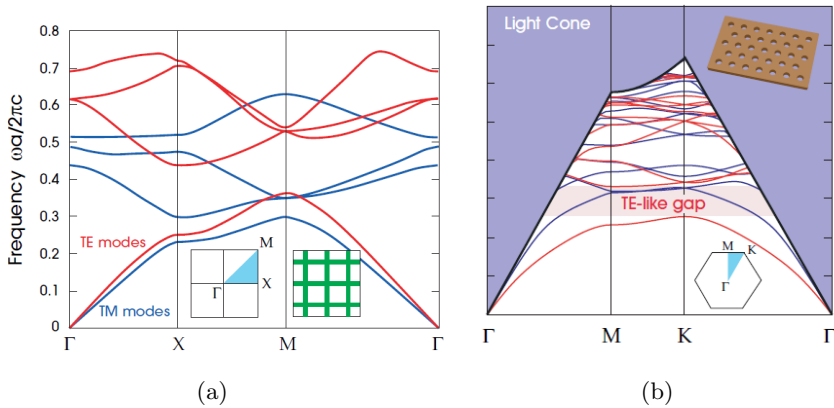 Frequency ωa/2πc
0.8
0.7
0.6
0.5
0.4
0.3
0.2
0.1
0
TE modes
TM modes
M
X
Γ
Γ
X
M
Γ
(a)
Light Cone
TE-like gap
M
K
Γ
Γ
M
K
Γ
(b)